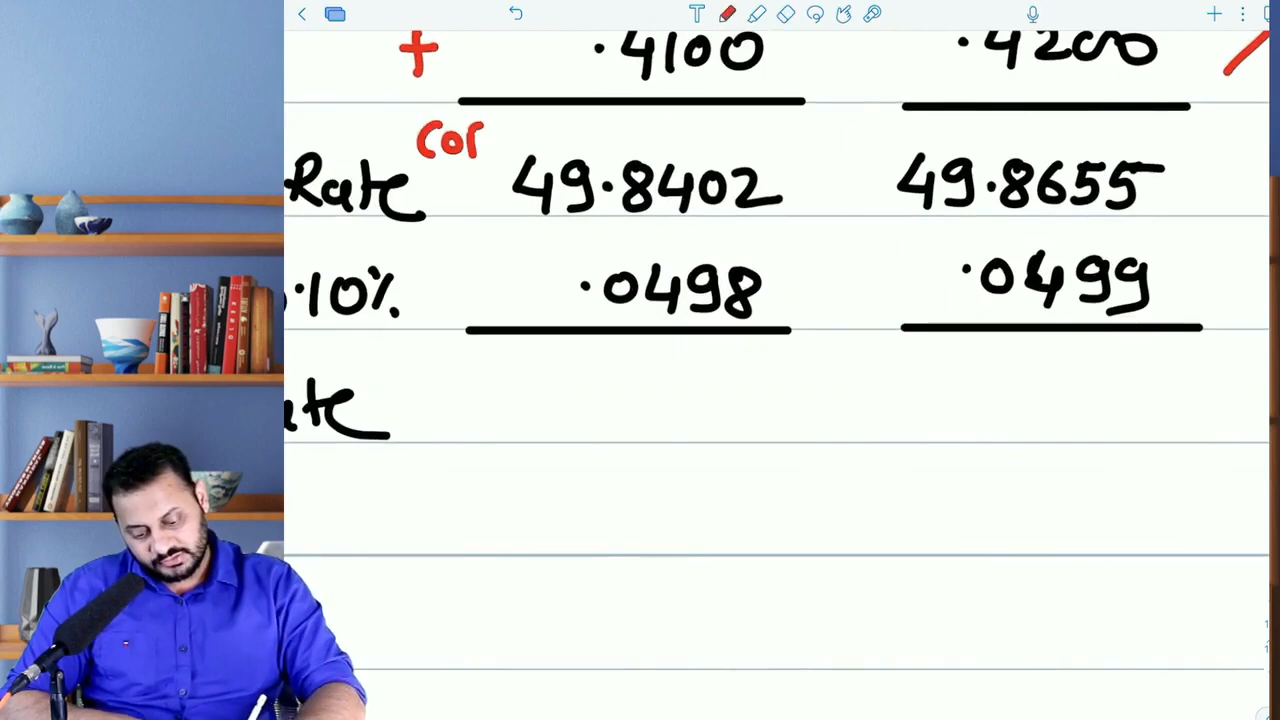 + .4100 .4200
Cor
Rate 49.8402 49.8655
.10% .0498 .0499
ate